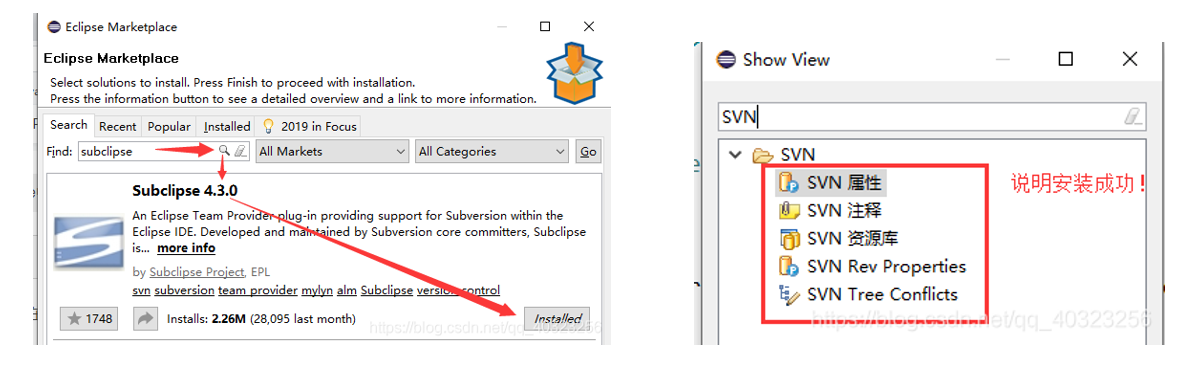 Eclipse Marketplace
Eclipse Marketplace
Select solutions to install. Press Finish to proceed with installation.
Press the information button to see a detailed overview and a link to more information.
Search Recent Popular Installed 2019 in Focus
Find: subclipse All Markets All Categories Go
Subclipse 4.3.0
An Eclipse Team Provider plug-in providing support for Subversion within the
Eclipse IDE. Developed and maintained by Subversion core committers, Subclipse
is... more info
by Subclipse Project, EPL
svn subversion team provider mylyn alm Subclipse version control
1748 Installs: 2.26M (28,095 last month) Installed
https://blog.csdn.net/qq_40323256
Show View
SVN
SVN
SVN 属性
说明安装成功!
SVN 注释
SVN 资源库
SVN Rev Properties
SVN Tree Conflicts
https://blog.csdn.net/qq_40323256